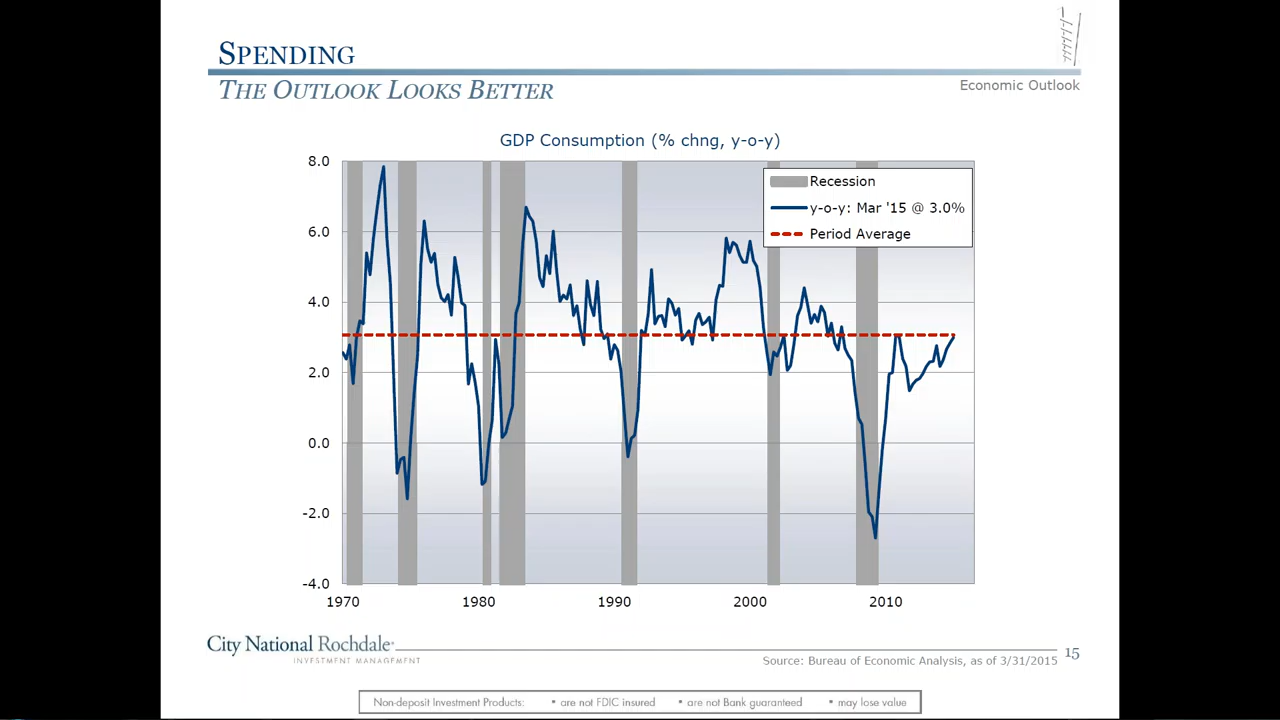 SPENDING
THE OUTLOOK LOOKS BETTER
Economic Outlook
GDP Consumption (% chng, y-o-y)
8.0
6.0
4.0
2.0
0.0
-2.0
-4.0
Recession
y-o-y: Mar '15 @ 3.0%
Period Average
1970 1980 1990 2000 2010
City National Rochdale
INVESTMENT MANAGEMENT
15
Source: Bureau of Economic Analysis, as of 3/31/2015
Non-deposit Investment Products: • are not FDIC insured • are not Bank guaranteed • may lose value